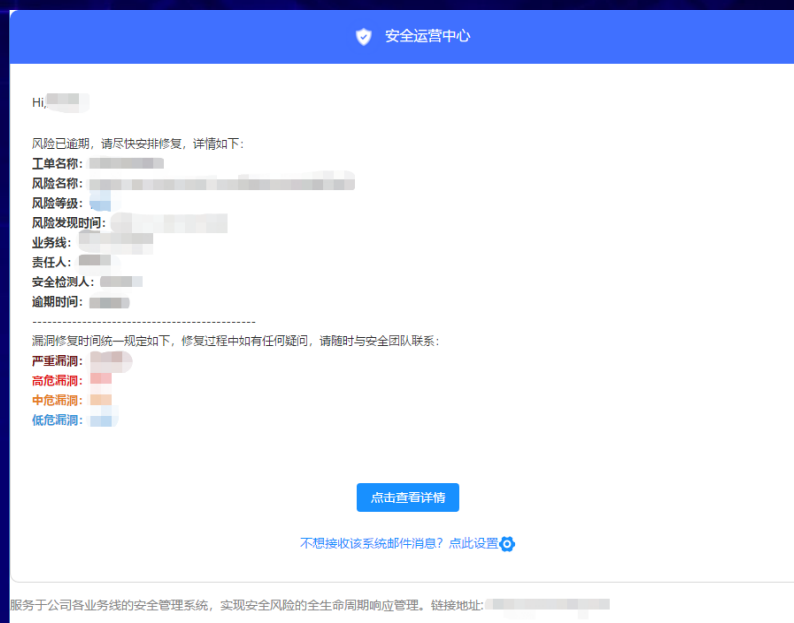 安全运营中心
Hi,
风险已逾期，请尽快安排修复，详情如下：
工单名称：
风险名称：
风险等级：
风险发现时间：
业务线：
责任人：
安全检测人：
逾期时间：
---------------------------------------------
漏洞修复时间统一规定如下，修复过程中如有任何疑问，请随时与安全团队联系：
严重漏洞：
高危漏洞：
中危漏洞：
低危漏洞：
点击查看详情
不想接收该系统邮件消息？点此设置
服务于公司各业务线的安全管理系统，实现安全风险的全生命周期响应管理。链接地址: